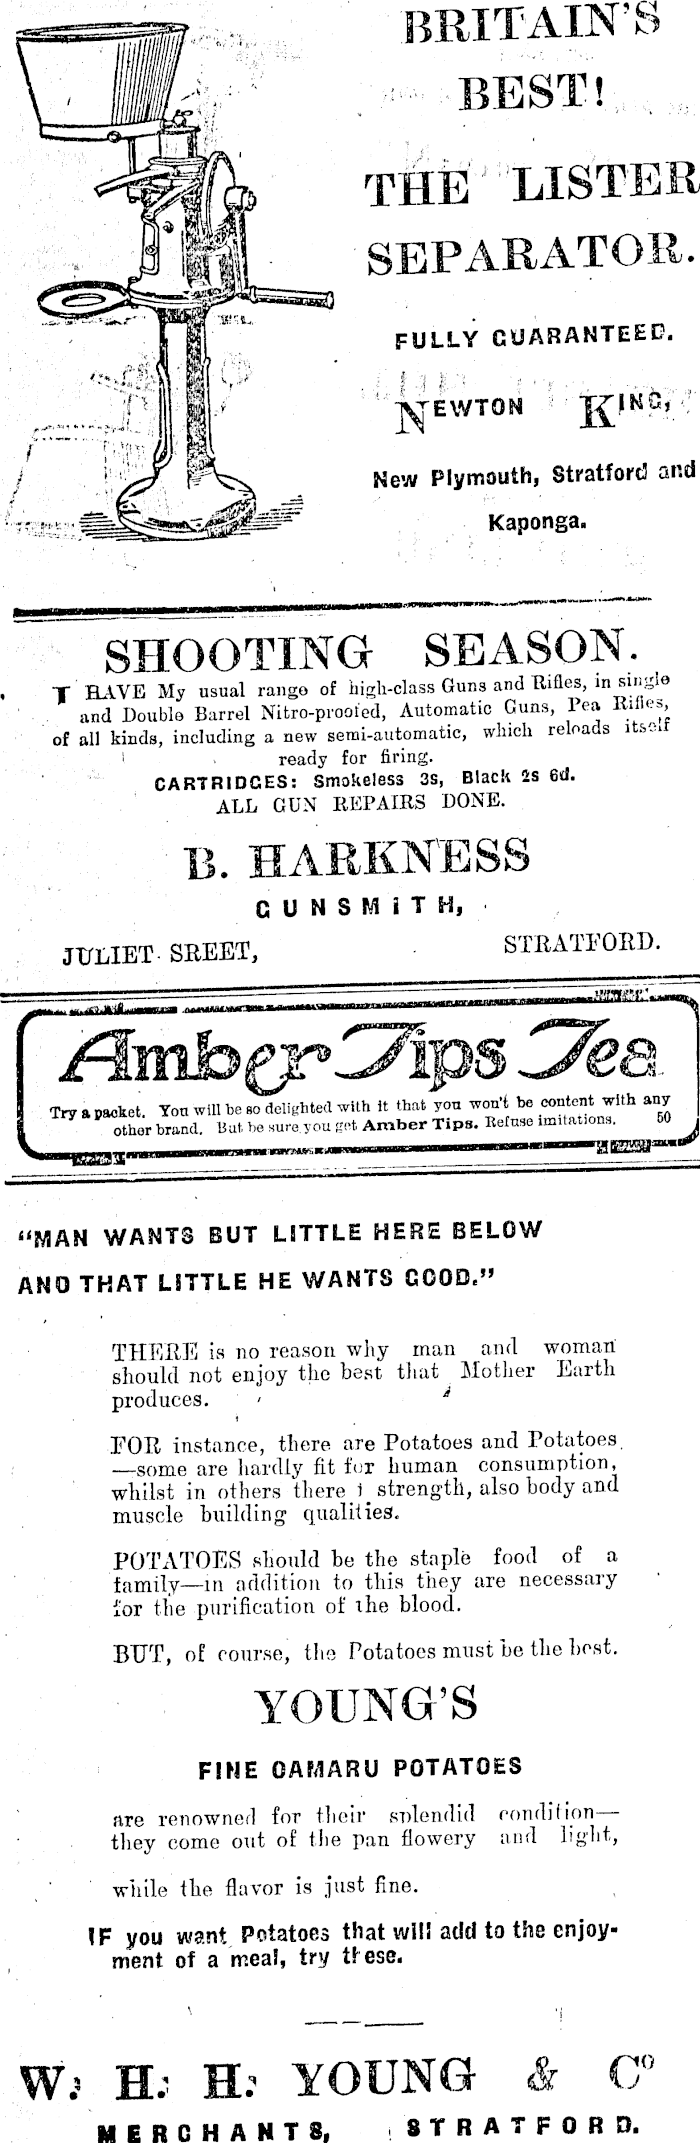 BRITAIN'S
BEST!
THE LISTER
SEPARATOR.
FULLY GUARANTEED.
NEWTON KING,
New Plymouth, Stratford and
Kaponga.
SHOOTING SEASON.
I HAVE My usual range of high-class Guns and Rifles, in single
and Double Barrel Nitro-proofed, Automatic Guns, Pea Rifles,
of all kinds, including a new semi-automatic, which reloads itself
ready for firing.
CARTRIDGES: Smokeless 3s, Black 2s 6d.
ALL GUN REPAIRS DONE.
B. HARKNESS
GUNSMITH,
JULIET SREET, STRATFORD.
Amber Tips Tea
Try a packet. You will be so delighted with it that you won't be content with any
other brand. But be sure you get Amber Tips. Refuse imitations. 50
"MAN WANTS BUT LITTLE HERE BELOW
AND THAT LITTLE HE WANTS GOOD."
THERE is no reason why man and woman
should not enjoy the best that Mother Earth
produces.
FOR instance, there are Potatoes and Potatoes
—some are hardly fit for human consumption,
whilst in others there i strength, also body and
muscle building qualities.
POTATOES should be the staple food of a
family—in addition to this they are necessary
for the purification of the blood.
BUT, of course, the Potatoes must be the best.
YOUNG'S
FINE OAMARU POTATOES
are renowned for their splendid condition—
they come out of the pan flowery and light,
while the flavor is just fine.
IF you want Potatoes that will add to the enjoy-
ment of a meal, try these.
W. H. H. YOUNG & Co
MERCHANTS, STRATFORD.